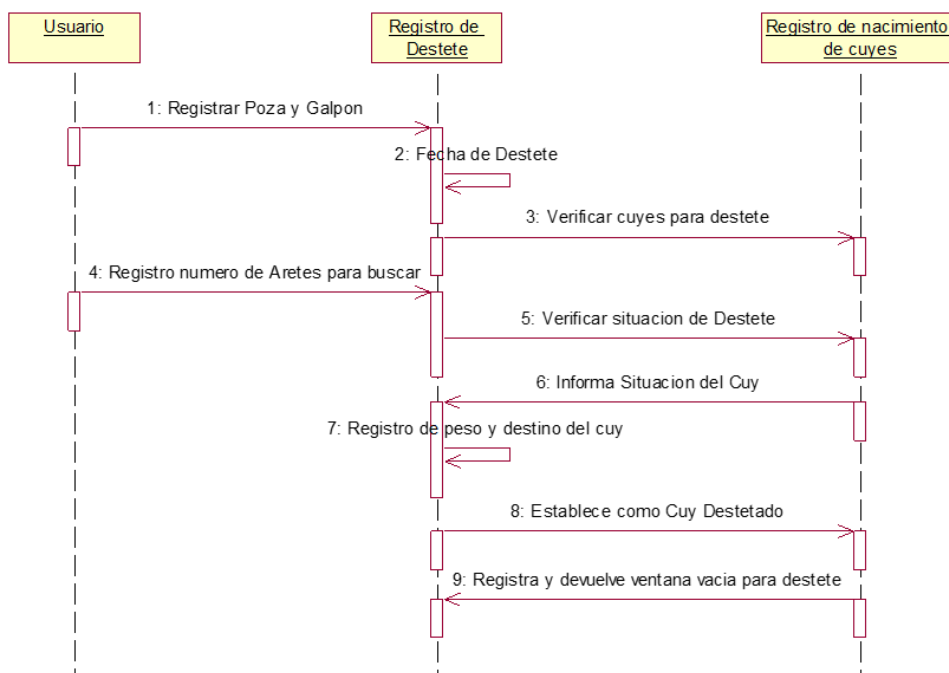 Usuario
Registro de
Destete
Registro de nacimiento
de cuyes
1: Registrar Poza y Galpon
2: Fecha de Destete
3: Verificar cuyes para destete
4: Registro numero de Aretes para buscar
5: Verificar situacion de Destete
6: Informa Situacion del Cuy
7: Registro de peso y destino del cuy
8: Establece como Cuy Destetado
9: Registra y devuelve ventana vacia para destete